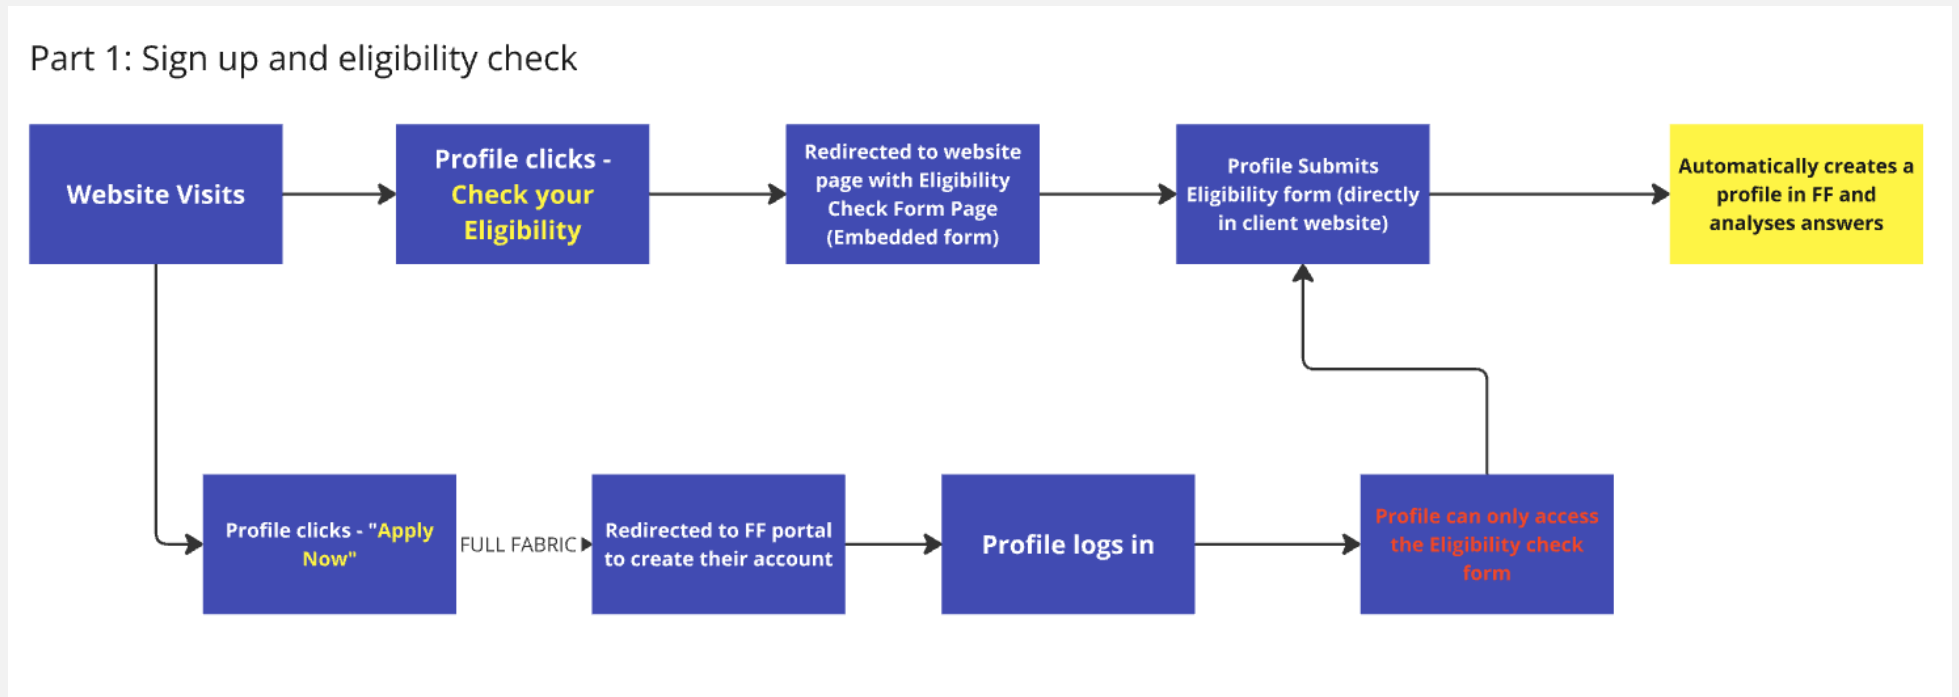 Part 1: Sign up and eligibility check
Website Visits
Profile clicks -
Check your
Eligibility
Redirected to website
page with Eligibility
Check Form Page
(Embedded form)
Profile Submits
Eligibility form (directly
in client website)
Automatically creates a
profile in FF and
analyses answers
Profile clicks - "Apply
Now"
FULL FABRIC
Redirected to FF portal
to create their account
Profile logs in
Profile can only access
the Eligibility check
form